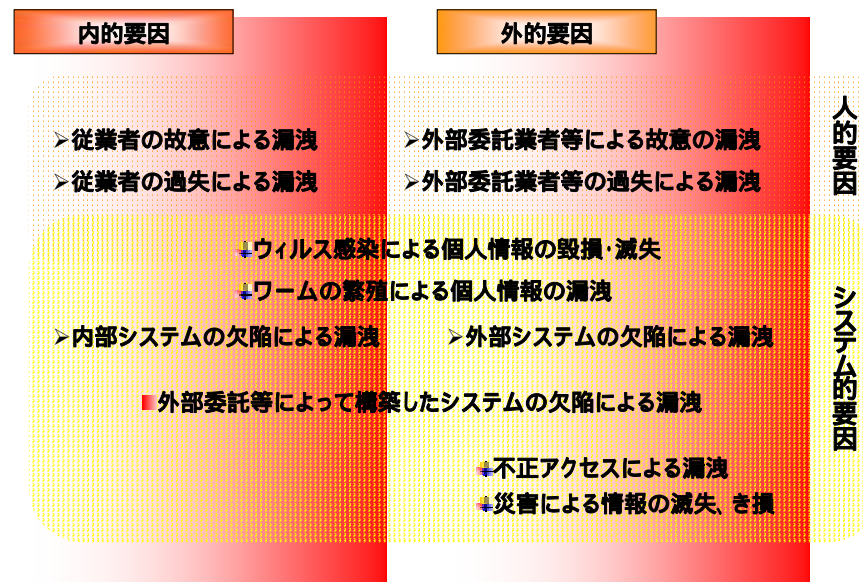 内的要因
外的要因
人的要因
➢従業者の故意による漏洩
➢外部委託業者等による故意の漏洩
➢従業者の過失による漏洩
➢外部委託業者等の過失による漏洩
システム的要因
ウィルス感染による個人情報の毀損・滅失
ワームの繁殖による個人情報の漏洩
➢内部システムの欠陥による漏洩
➢外部システムの欠陥による漏洩
外部委託等によって構築したシステムの欠陥による漏洩
不正アクセスによる漏洩
災害による情報の滅失、き損